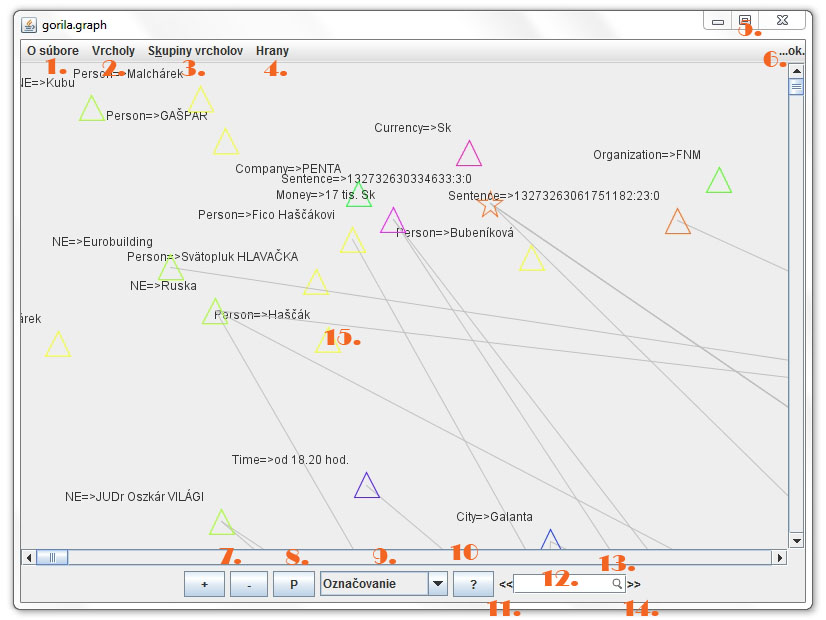 gorila.graph
O súbore Vrcholy Skupiny vrcholov Hrany ...ok.
5.
1. 2. 3. 4. 6.
Person=>Malchárek
NE=>Kubu
Person=>GAŠPAR
Currency=>Sk
Organization=>FNM
Company=>PENTA
Sentence=>132732630334633:3:0
Money=>17 tis. Sk
Sentence=>13273263061751182:23:0
Person=>Fico Haščákovi
Person=>Bubeníková
NE=>Eurobuilding
Person=>Svätopluk HLAVAČKA
NE=>Ruska
Person=>Haščák
árek
15.
Time=>od 18.20 hod.
NE=>JUDr Oszkár VILÁGI
City=>Galanta
7. 8. 9. 10 13.
+ - P Označovanie ? << 12. >>
11. 14.